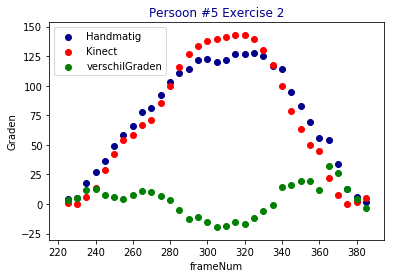 Persoon #5 Exercise 2
Handmatig
Kinect
verschilGraden
Graden
150
125
100
75
50
25
0
−25
220 240 260 280 300 320 340 360 380
frameNum